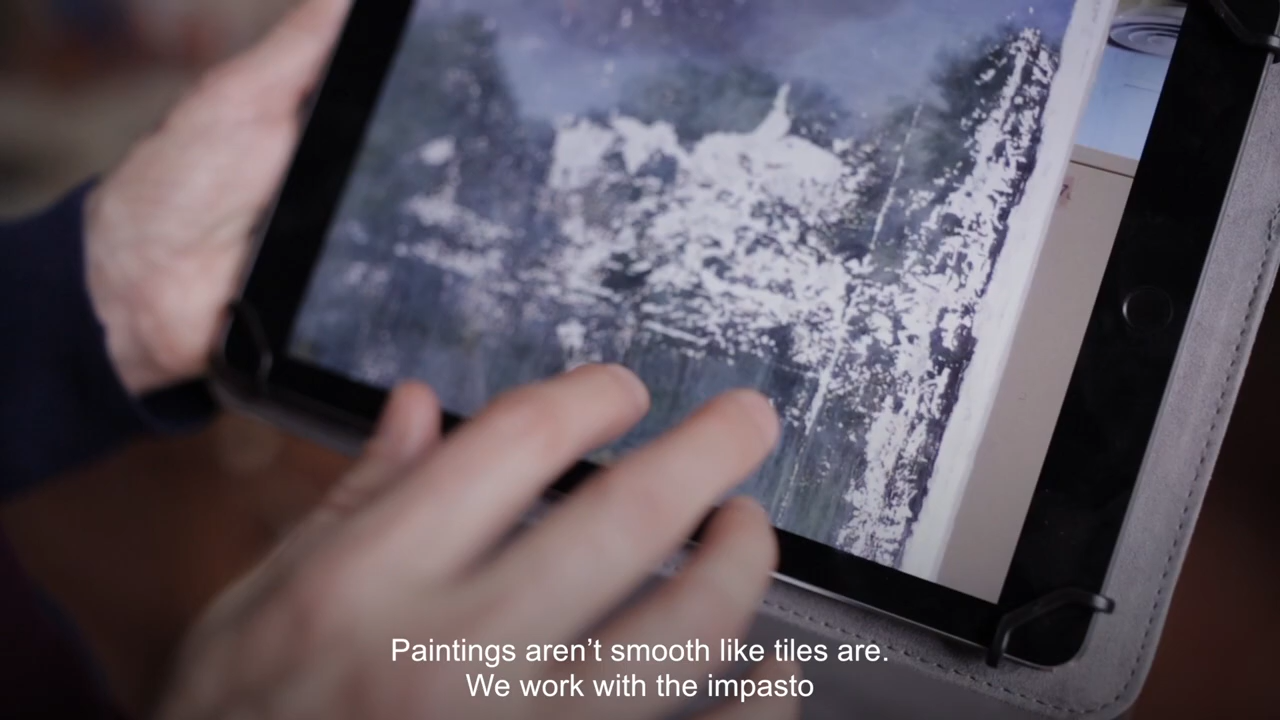 Paintings aren’t smooth like tiles are.
We work with the impasto